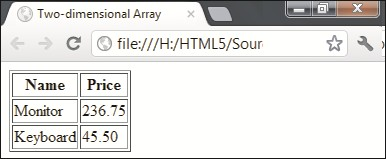 Two-dimensional Array
file:///H:/HTML5/Sour
Name Price
Monitor 236.75
Keyboard 45.50